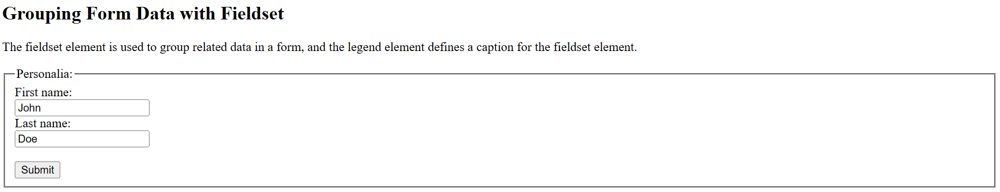 Grouping Form Data with Fieldset
The fieldset element is used to group related data in a form, and the legend element defines a caption for the fieldset element.
Personalia:
First name:
John
Last name:
Doe
Submit